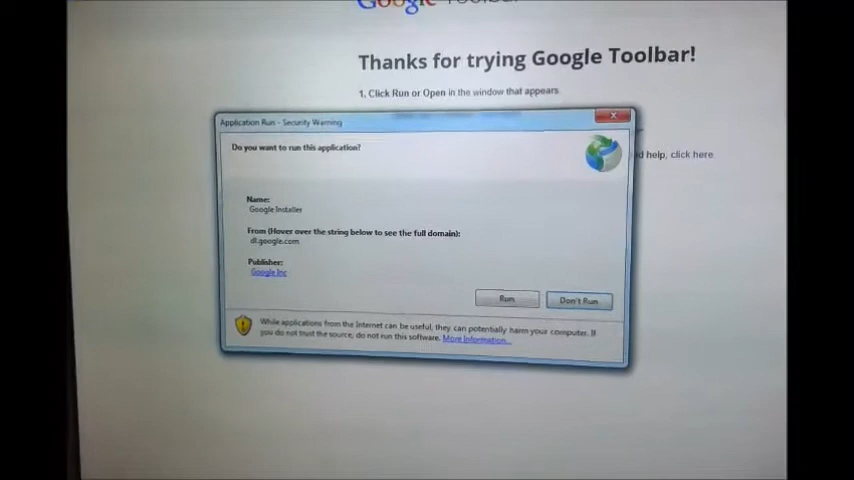 Google Toolbar
Thanks for trying Google Toolbar!
1. Click Run or Open in the window that appears.
Application Run - Security Warning
Do you want to run this application?
d help, click here
Name:
Google Installer
From (Hover over the string below to see the full domain):
dl.google.com
Publisher:
Google Inc
Run
Don't Run
While applications from the Internet can be useful, they can potentially harm your computer. If
you do not trust the source, do not run this software. More Information...